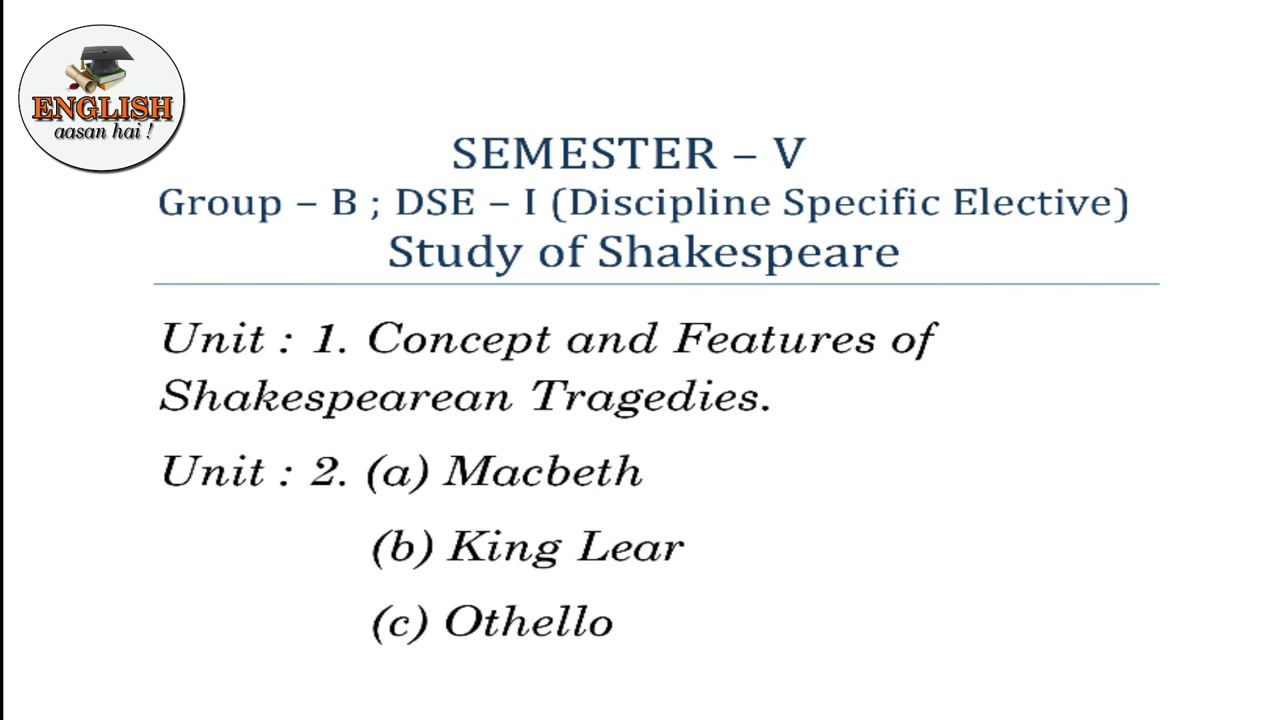 ENGLISH
aasan hai !
SEMESTER – V
Group – B ; DSE – I (Discipline Specific Elective)
Study of Shakespeare
Unit : 1. Concept and Features of
Shakespearean Tragedies.
Unit : 2. (a) Macbeth
(b) King Lear
(c) Othello